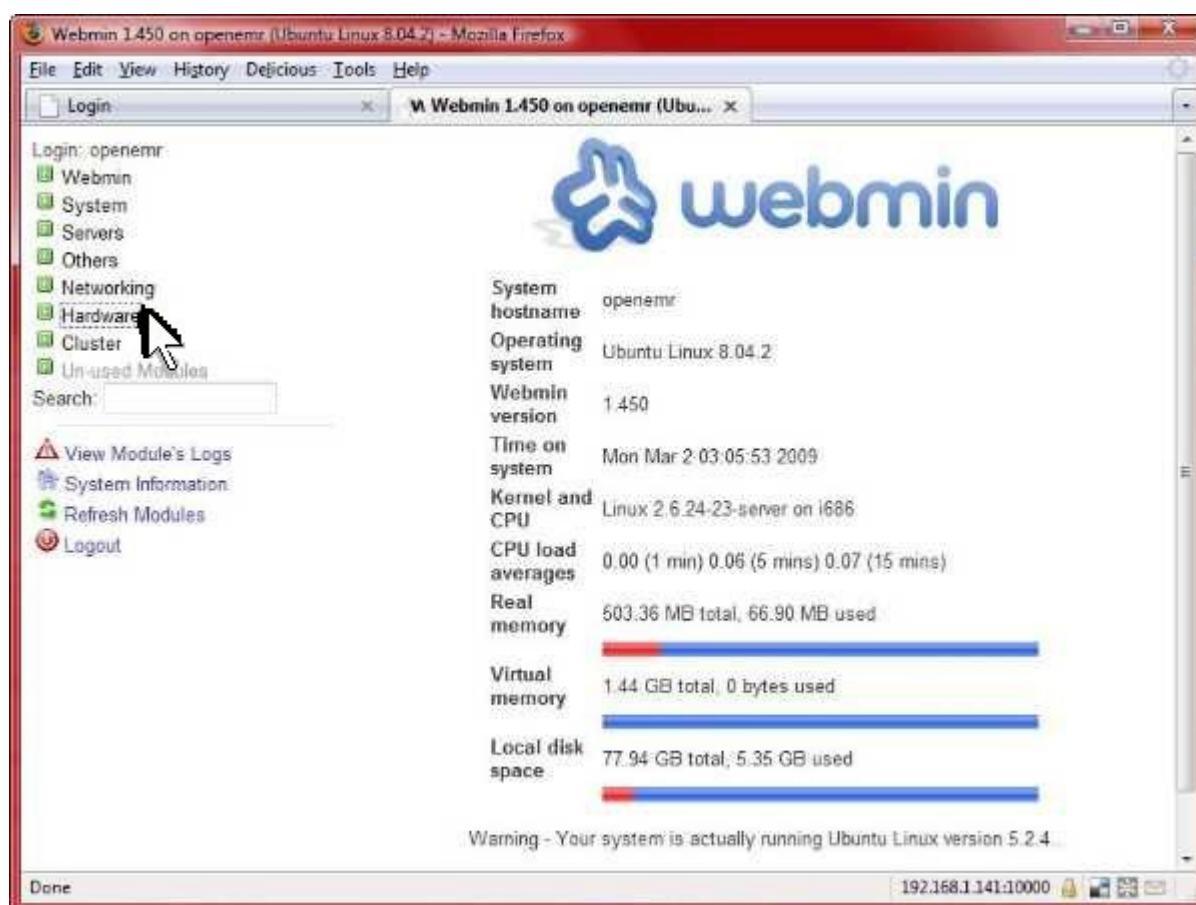 Webmin 1.450 on openemr (Ubuntu Linux 8.04.2) - Mozilla Firefox
File Edit View History Delicious Tools Help
Login
Webmin 1.450 on openemr (Ubu...
Login: openemr
Webmin
System
Servers
Others
Networking
Hardware
Cluster
Un-used Modules
Search:
View Module's Logs
System Information
Refresh Modules
Logout
webmin
System hostname openemr
Operating system Ubuntu Linux 8.04.2
Webmin version 1.450
Time on system Mon Mar 2 03:05:53 2009
Kernel and CPU Linux 2.6.24-23-server on i686
CPU load averages 0.00 (1 min) 0.06 (5 mins) 0.07 (15 mins)
Real memory 503.36 MB total, 66.90 MB used
Virtual memory 1.44 GB total, 0 bytes used
Local disk space 77.94 GB total, 5.35 GB used
Warning - Your system is actually running Ubuntu Linux version 5.2.4.
Done
192.168.1.141:10000